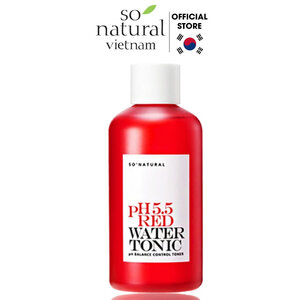 so'
natural
vietnam
OFFICIAL
STORE
SO'NATURAL
pH 5.5
RED
WATER
TONIC
pH BALANCE CONTROL TONER